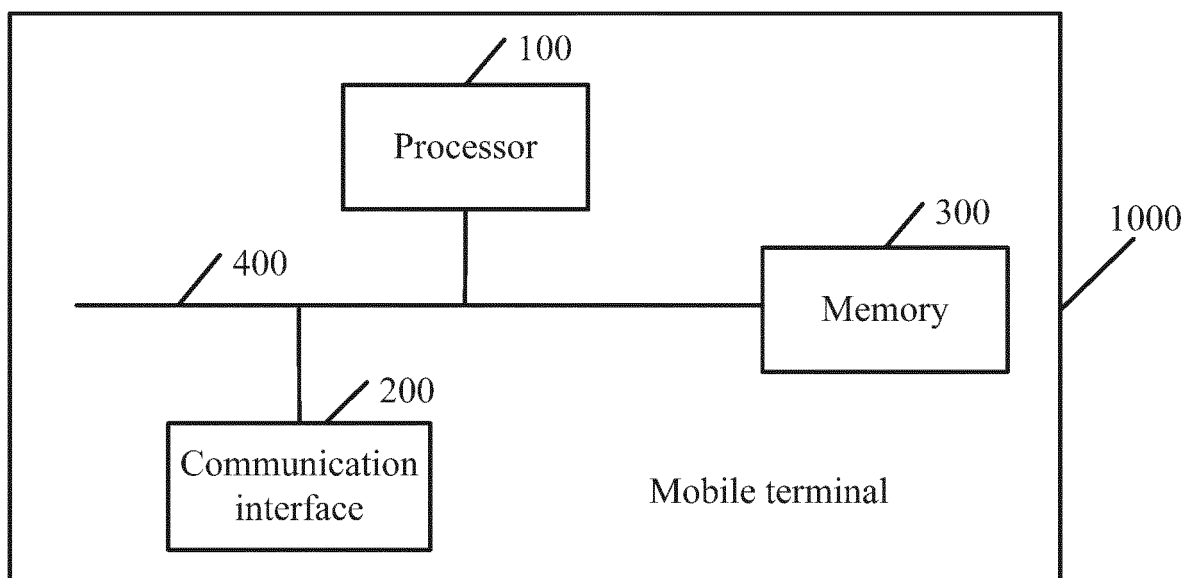 100
Processor
300
1000
400
Memory
200
Communication
interface
Mobile terminal